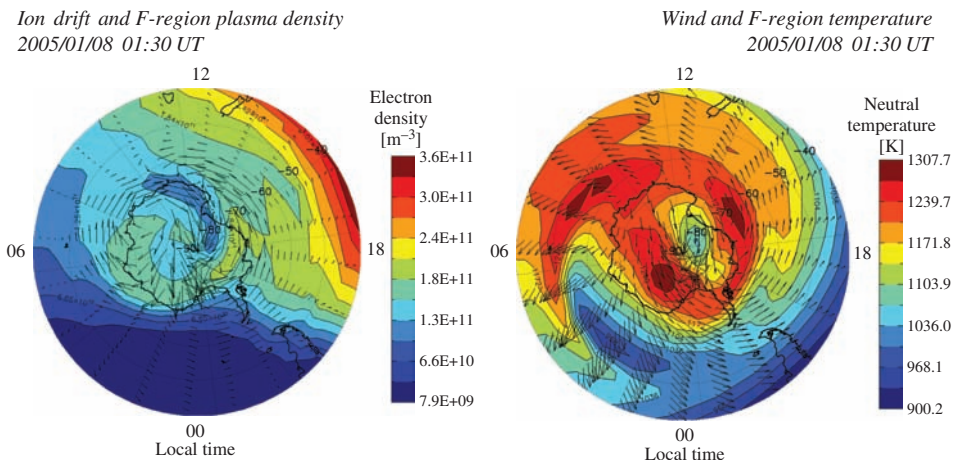 Ion drift and F-region plasma density
2005/01/08 01:30 UT
12
Electron
density
[m⁻³]
3.6E+11
3.0E+11
2.4E+11
1.8E+11
1.3E+11
6.6E+10
7.9E+09
06
18
-40
-50
-60
-70
-80
-90
00
Local time
Wind and F-region temperature
2005/01/08 01:30 UT
12
Neutral
temperature
[K]
1307.7
1239.7
1171.8
1103.9
1036.0
968.1
900.2
06
18
-40
-50
-60
-70
-80
-90
00
Local time